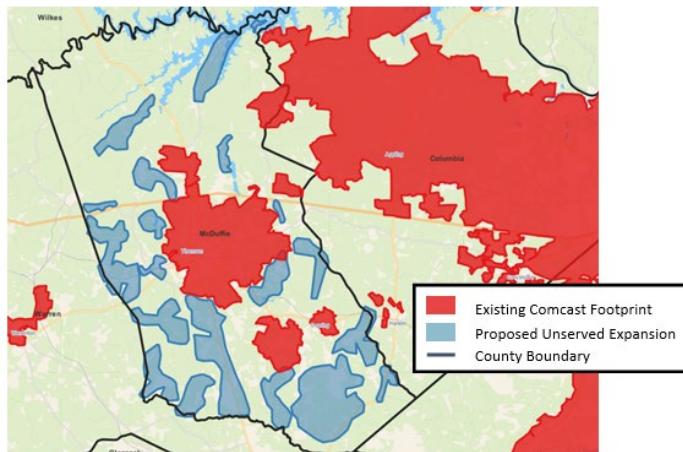 Wilkes
Appling
Columbia
McDuffie
Thomson
Warren
Existing Comcast Footprint
Proposed Unserved Expansion
County Boundary